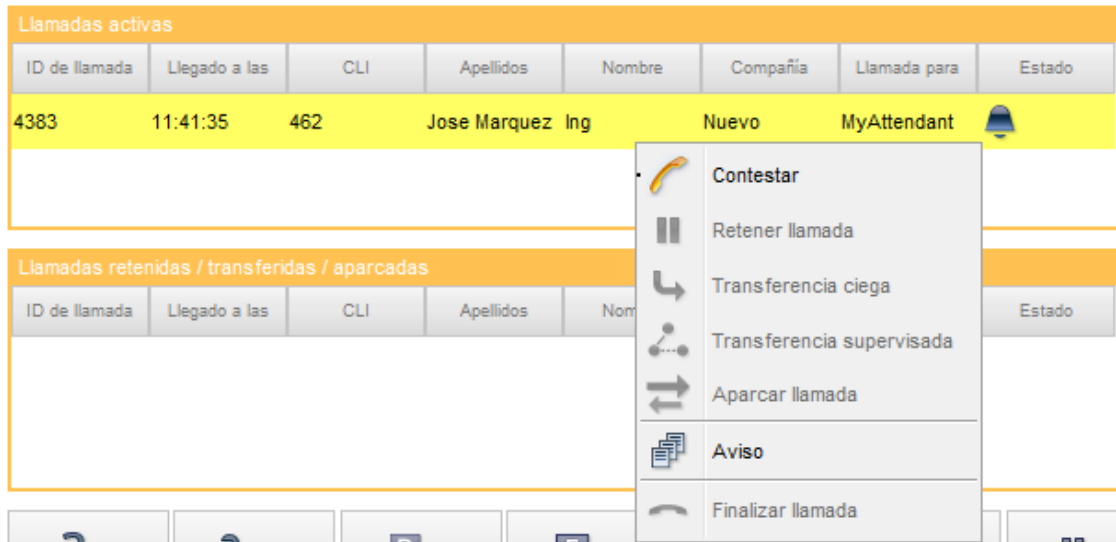 Llamadas activas
ID de llamada Llegado a las CLI Apellidos Nombre Compañía Llamada para Estado
4383 11:41:35 462 Jose Marquez Ing Nuevo MyAttendant
Contestar
Retener llamada
Llamadas retenidas / transferidas / aparcadas
Transferencia ciega
ID de llamada Llegado a las CLI Apellidos Nom Estado
Transferencia supervisada
Aparcar llamada
Aviso
Finalizar llamada